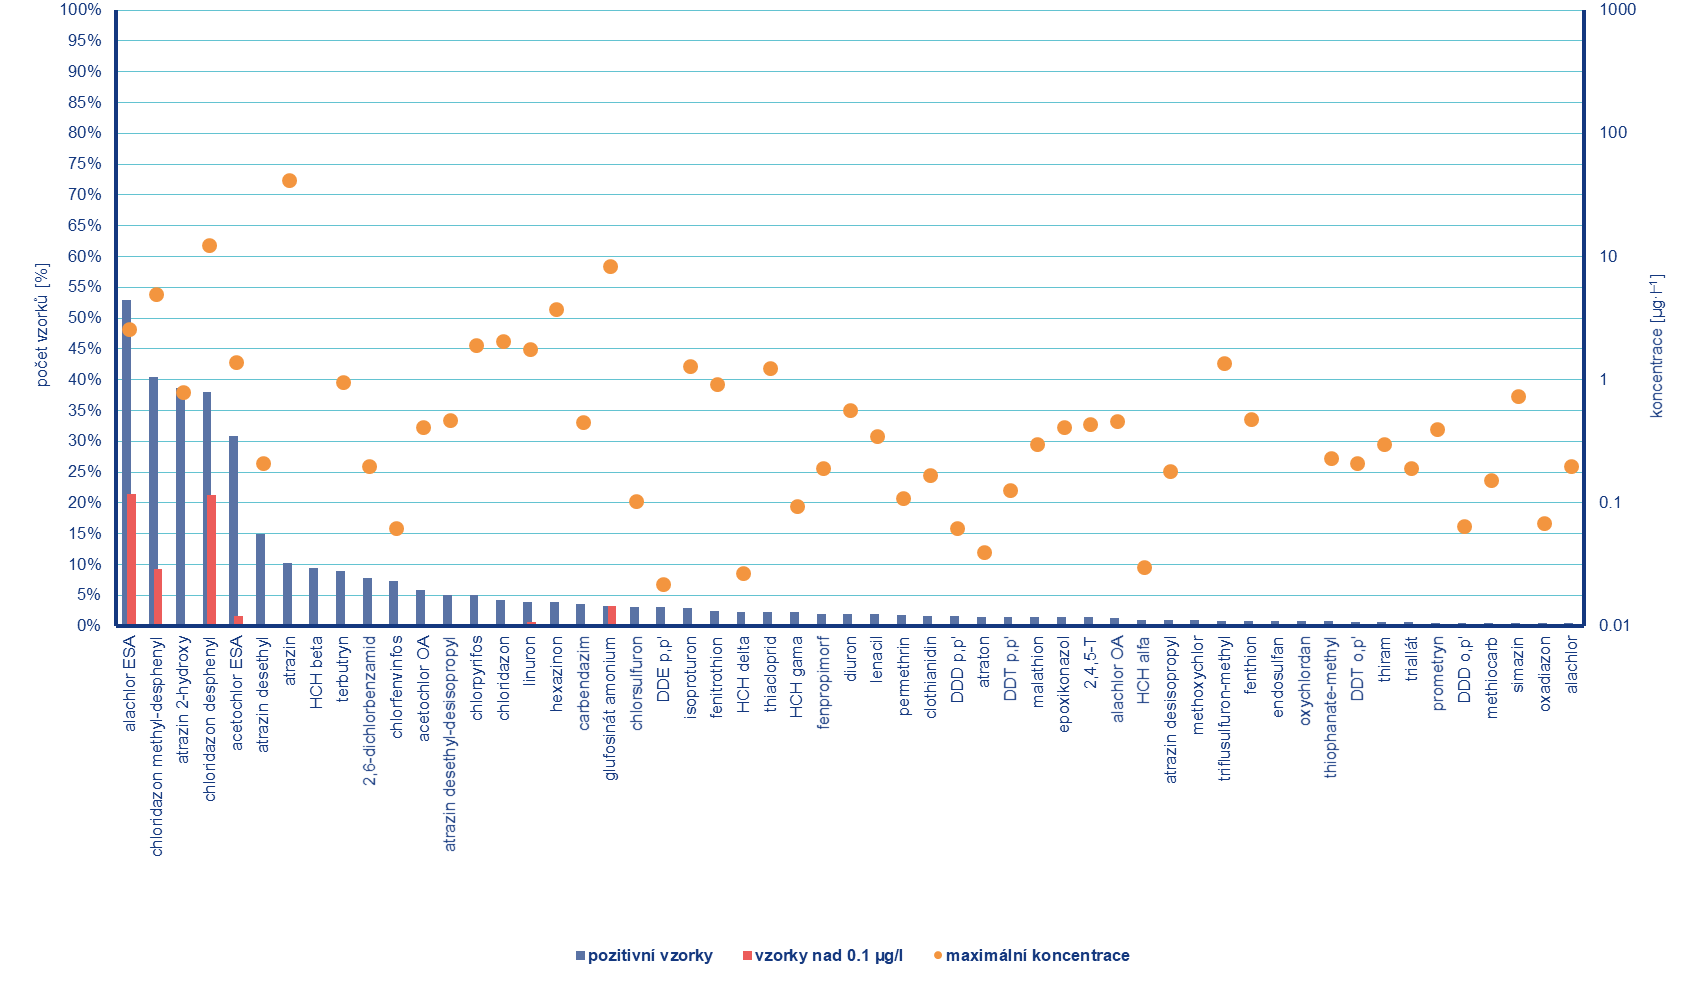 100%
95%
90%
85%
80%
75%
70%
65%
60%
55%
50%
45%
40%
35%
30%
25%
20%
15%
10%
5%
0%
počet vzorků [%]
1000
100
10
1
0.1
0.01
koncentrace [µg·l⁻¹]
alachlor ESA
chloridazon methyl-desphenyl
atrazin 2-hydroxy
chloridazon desphenyl
acetochlor ESA
atrazin desethyl
atrazin
HCH beta
terbutryn
2,6-dichlorbenzamid
chlorfenvinfos
acetochlor OA
atrazin desethyl-desisopropyl
chlorpyrifos
chloridazon
linuron
hexazinon
carbendazim
glufosinát amonium
chlorsulfuron
DDE p,p'
isoproturon
fenitrothion
HCH delta
thiacloprid
HCH gama
fenpropimorf
diuron
lenacil
permethrin
clothianidin
DDD p,p'
atraton
DDT p,p'
malathion
epoxikonazol
2,4,5-T
alachlor OA
HCH alfa
atrazin desisopropyl
methoxychlor
triflusulfuron-methyl
fenthion
endosulfan
oxychlordan
thiophanate-methyl
DDT o,p'
thiram
triallát
prometryn
DDD o,p'
methiocarb
simazin
oxadiazon
alachlor
pozitivní vzorky
vzorky nad 0.1 µg/l
maximální koncentrace